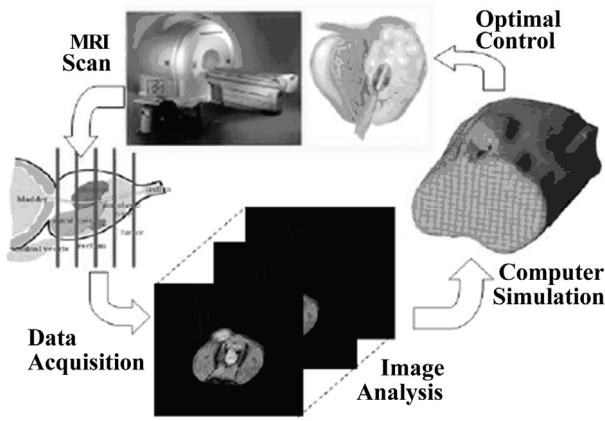 MRI
Scan
Optimal
Control
bladder
rectum
tumor
Data
Acquisition
Image
Analysis
Computer
Simulation